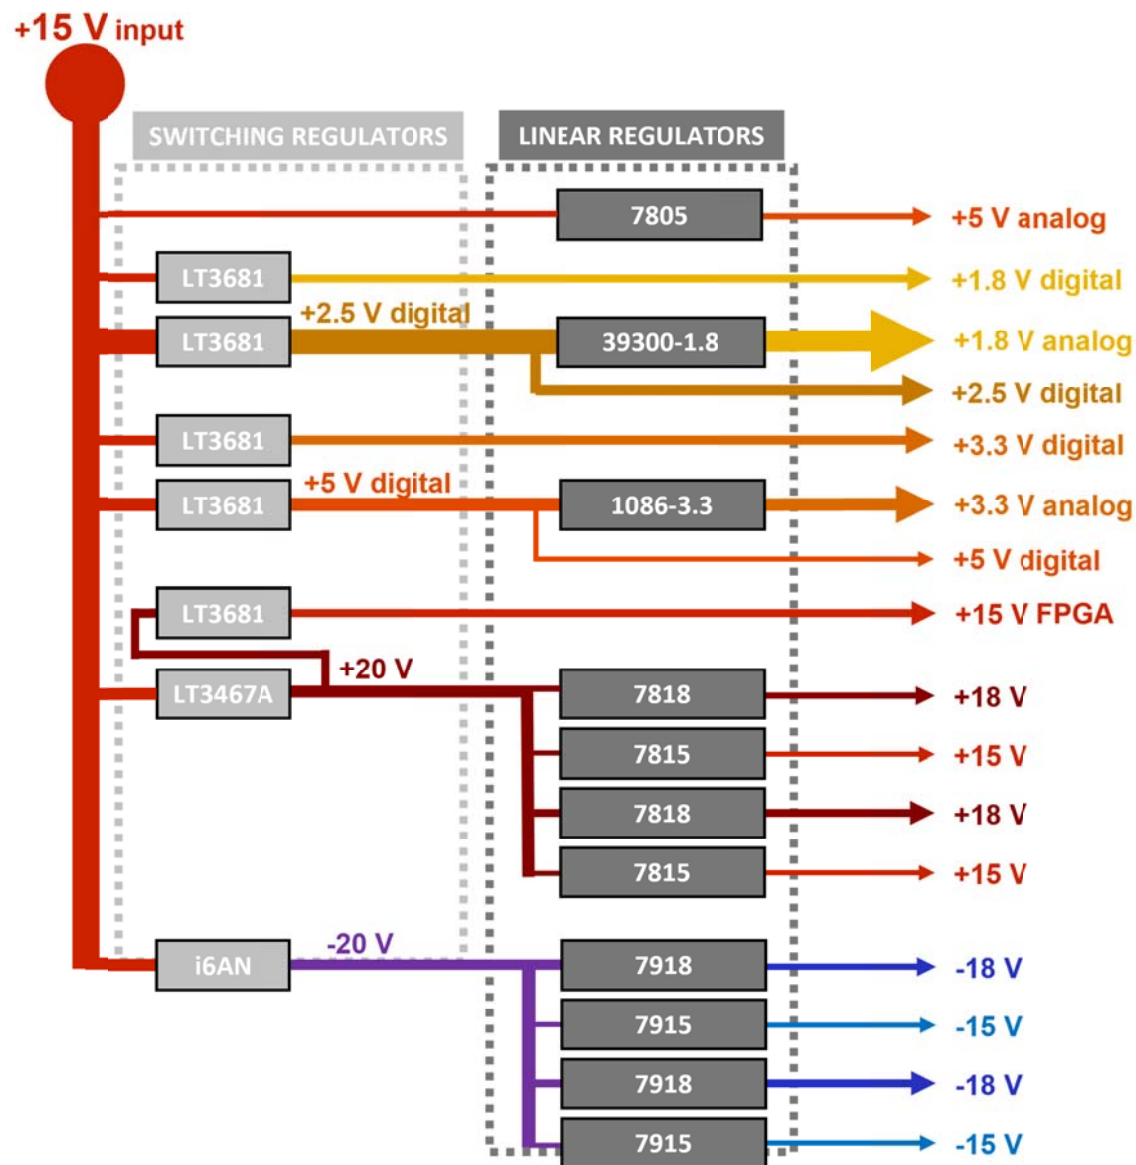 +15 V input
SWITCHING REGULATORS
LINEAR REGULATORS
7805
+5 V analog
LT3681
+1.8 V digital
LT3681
+2.5 V digital
39300-1.8
+1.8 V analog
+2.5 V digital
LT3681
+3.3 V digital
LT3681
+5 V digital
1086-3.3
+3.3 V analog
+5 V digital
LT3681
+15 V FPGA
LT3467A
+20 V
7818
+18 V
7815
+15 V
7818
+18 V
7815
+15 V
i6AN
-20 V
7918
-18 V
7915
-15 V
7918
-18 V
7915
-15 V